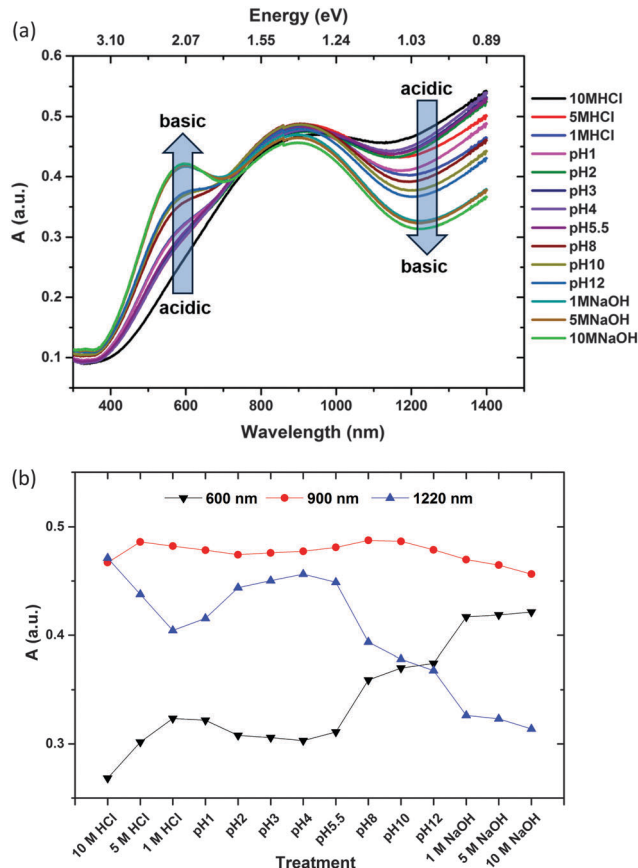 (a)
Energy (eV)
3.10 2.07 1.55 1.24 1.03 0.89
0.6
0.5
0.4
0.3
0.2
0.1
A (a.u.)
basic
acidic
acidic
basic
10MHCl
5MHCl
1MHCl
pH1
pH2
pH3
pH4
pH5.5
pH8
pH10
pH12
1MNaOH
5MNaOH
10MNaOH
400 600 800 1000 1200 1400
Wavelength (nm)
(b)
600 nm 900 nm 1220 nm
0.5
0.4
0.3
A (a.u.)
10 M HCl
5 M HCl
1 M HCl
pH1
pH2
pH3
pH4
pH5.5
pH8
pH10
pH12
1 M NaOH
5 M NaOH
10 M NaOH
Treatment